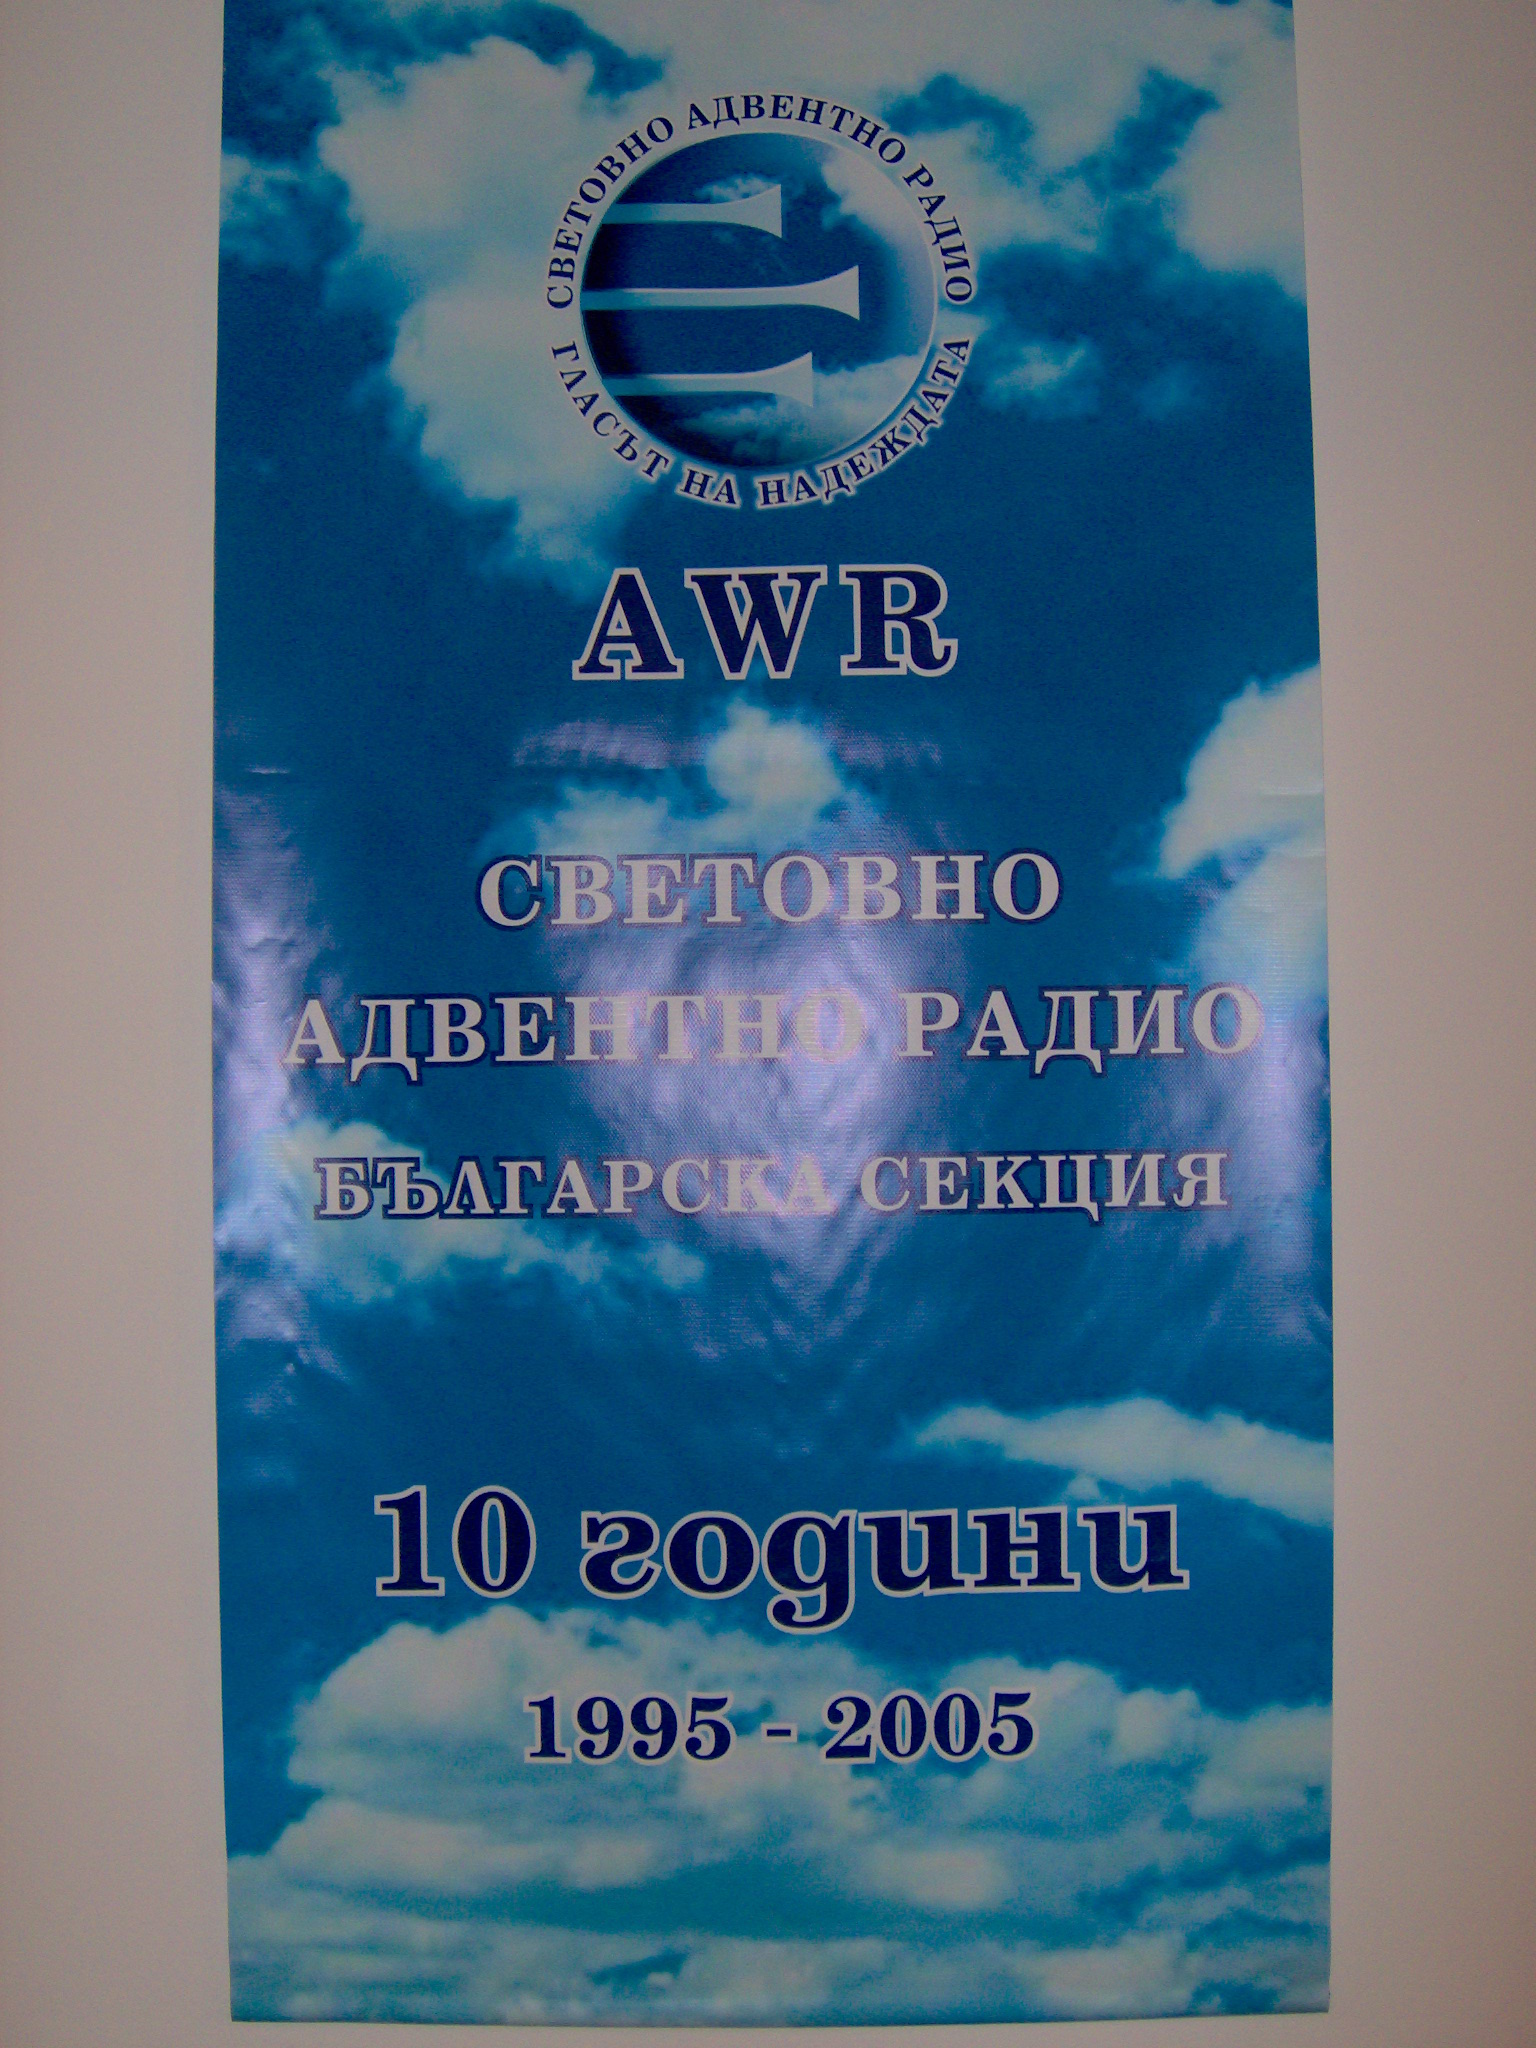 СВЕТОВНО АДВЕНТНО РАДИО
ГЛАСЪТ НА НАДЕЖДАТА
AWR
СВЕТОВНО
АДВЕНТНО РАДИО
БЪЛГАРСКА СЕКЦИЯ
10 години
1995 - 2005